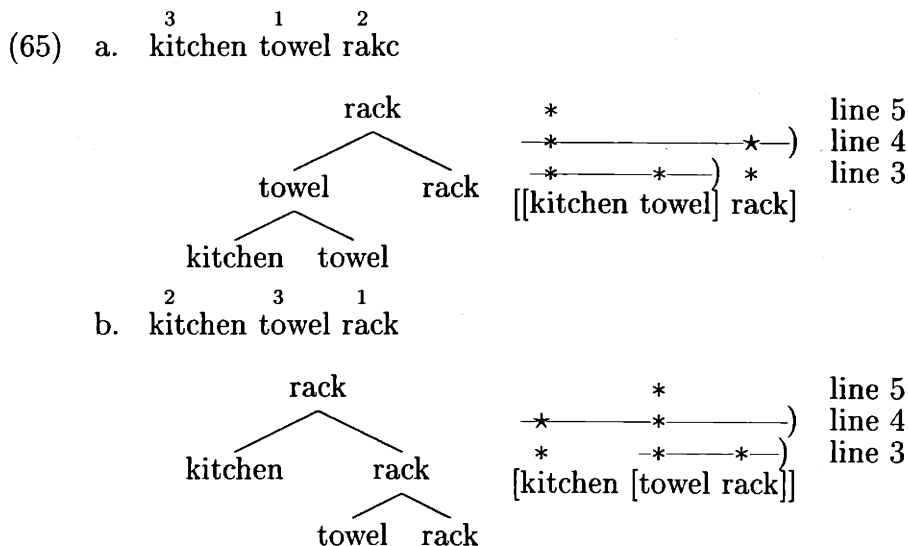 3 1 2
(65) a. kitchen towel rakc
rack * line 5
* ⋆ ) line 4
towel rack * * ) * line 3
[[kitchen towel] rack]
kitchen towel
2 3 1
b. kitchen towel rack
rack * line 5
⋆ * ) line 4
kitchen rack * * * ) line 3
[kitchen [towel rack]]
towel rack